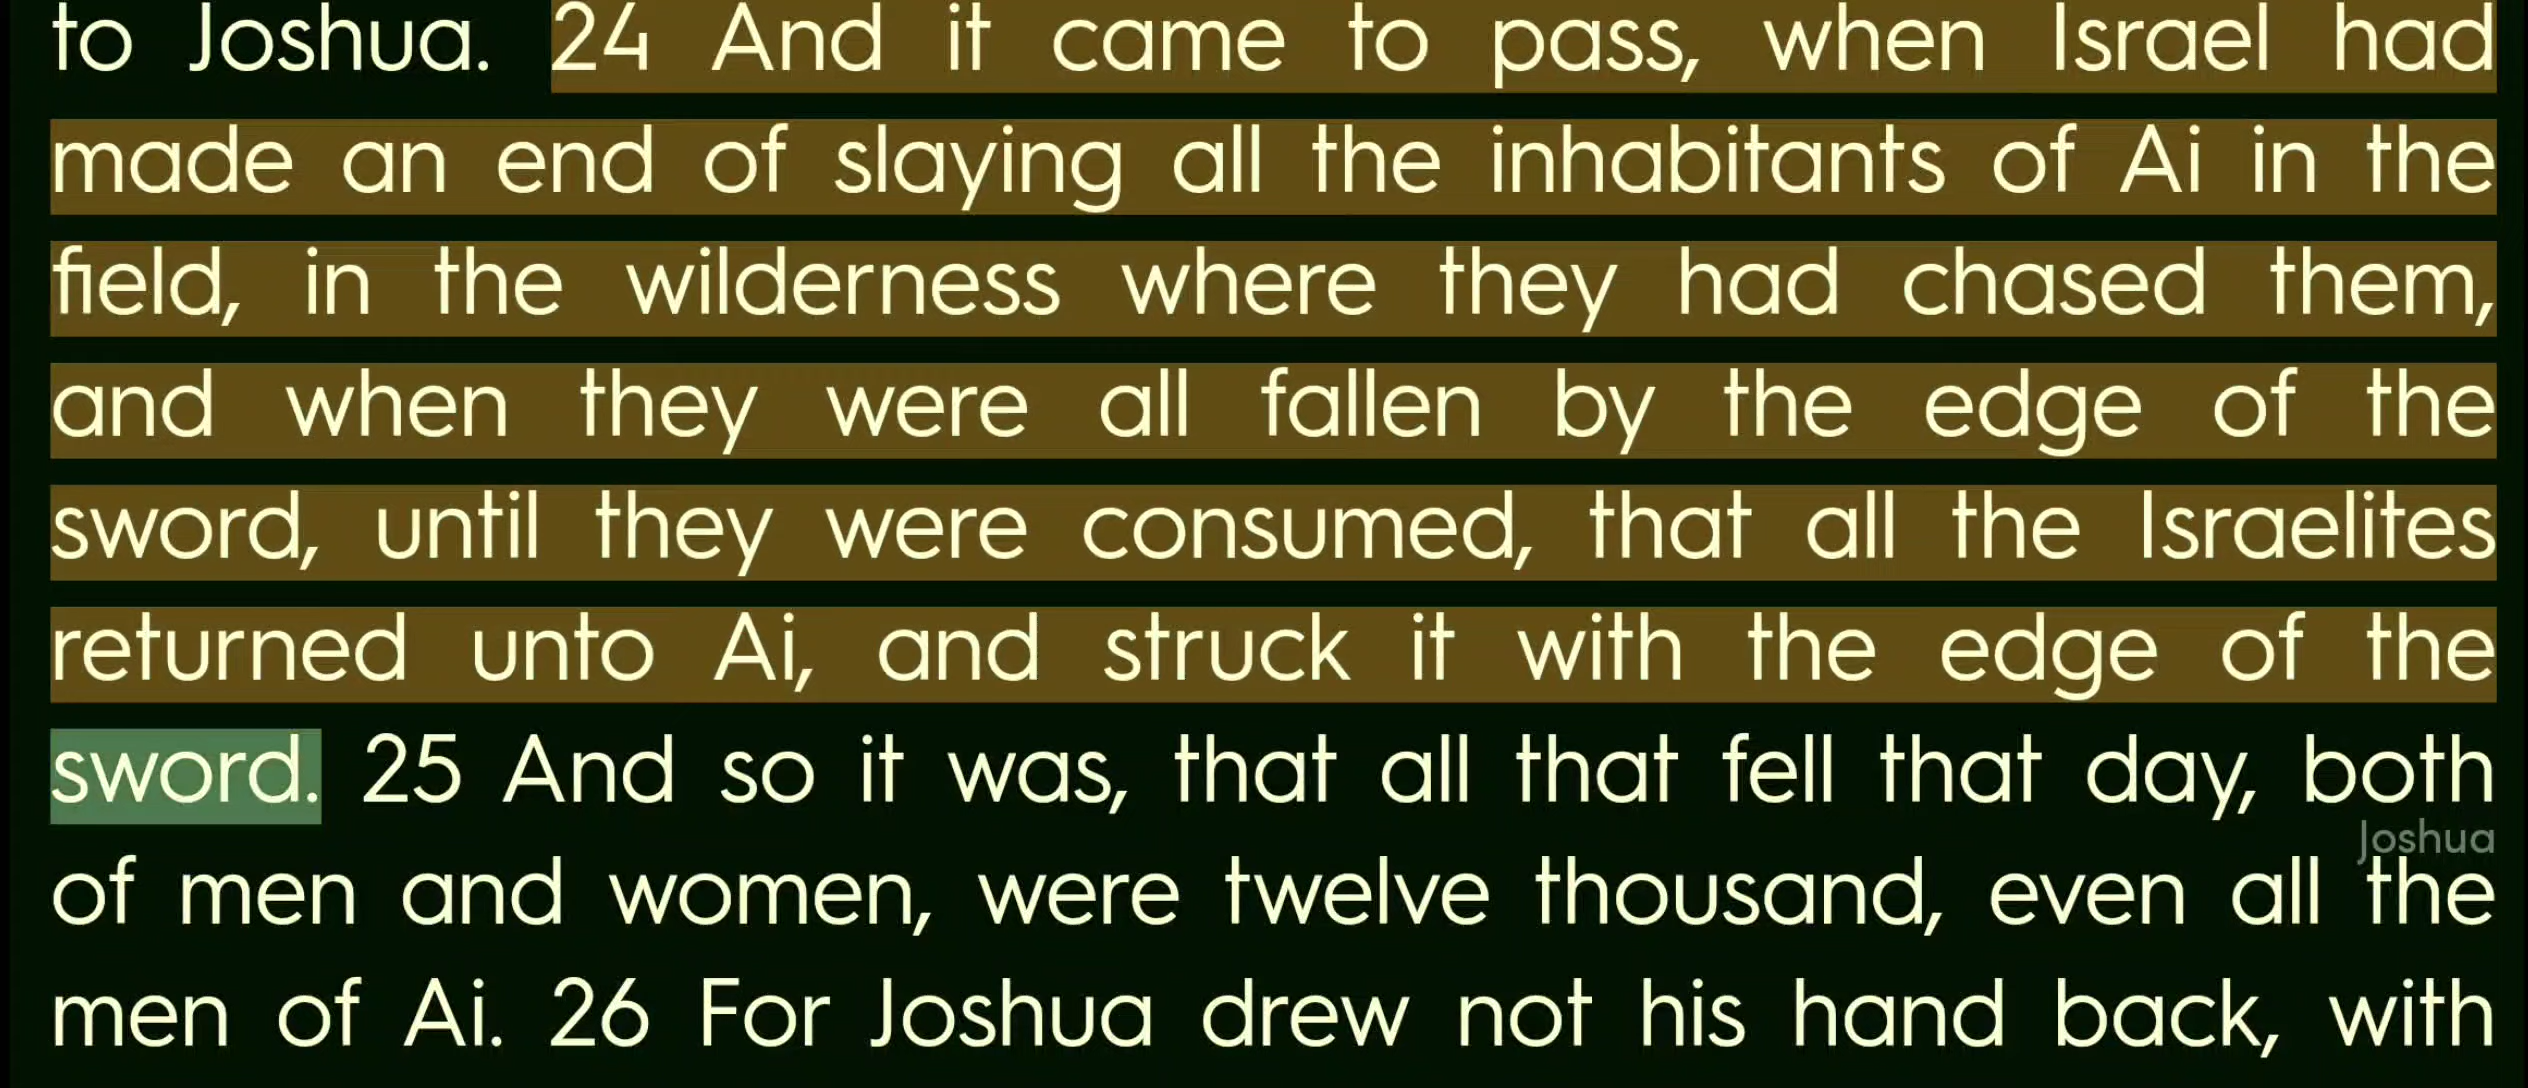 to Joshua. 24 And it came to pass, when Israel had
made an end of slaying all the inhabitants of Ai in the
field, in the wilderness where they had chased them,
and when they were all fallen by the edge of the
sword, until they were consumed, that all the Israelites
returned unto Ai, and struck it with the edge of the
sword. 25 And so it was, that all that fell that day, both
Joshua
of men and women, were twelve thousand, even all the
men of Ai. 26 For Joshua drew not his hand back, with